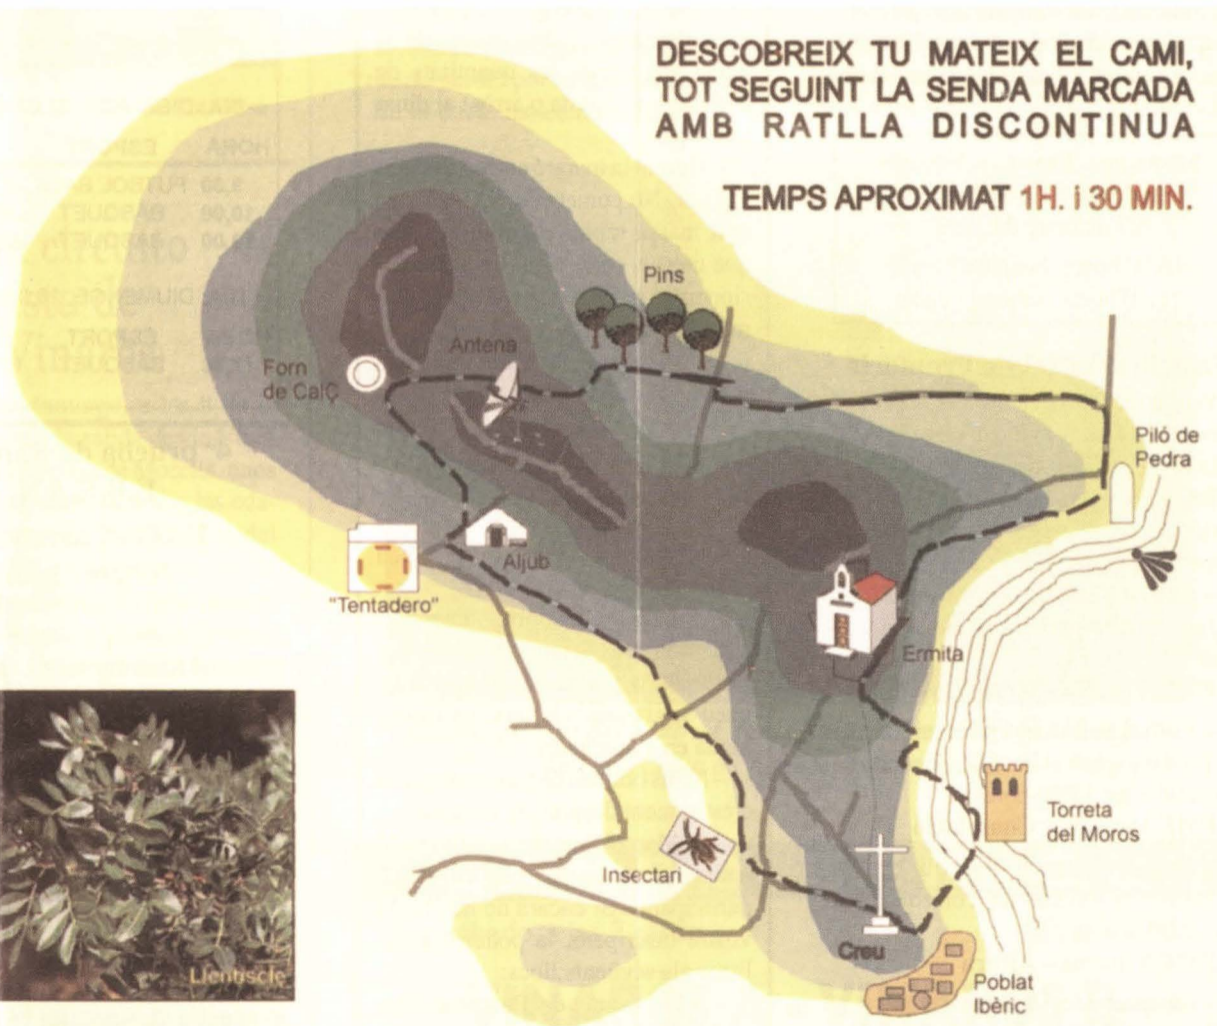 DESCOBREIX TU MATEIX EL CAMI,
TOT SEGUINT LA SENDA MARCADA
AMB RATLLA DISCONTINUA
TEMPS APROXIMAT 1H. i 30 MIN.
Pins
Antena
Forn
de CalÇ
Piló de
Pedra
Aljub
"Tentadero"
Ermita
Torreta
del Moros
Insectari
Creu
Poblat
Ibèric
Llentiscle